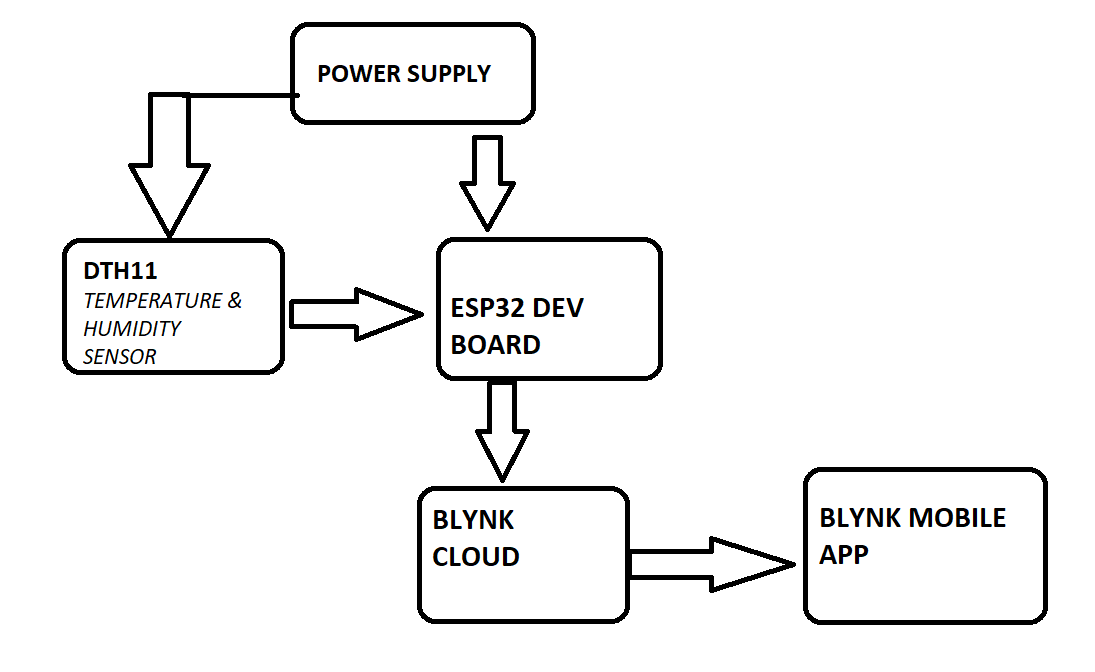 POWER SUPPLY
DTH11
TEMPERATURE &
HUMIDITY
SENSOR
ESP32 DEV
BOARD
BLYNK
CLOUD
BLYNK MOBILE
APP